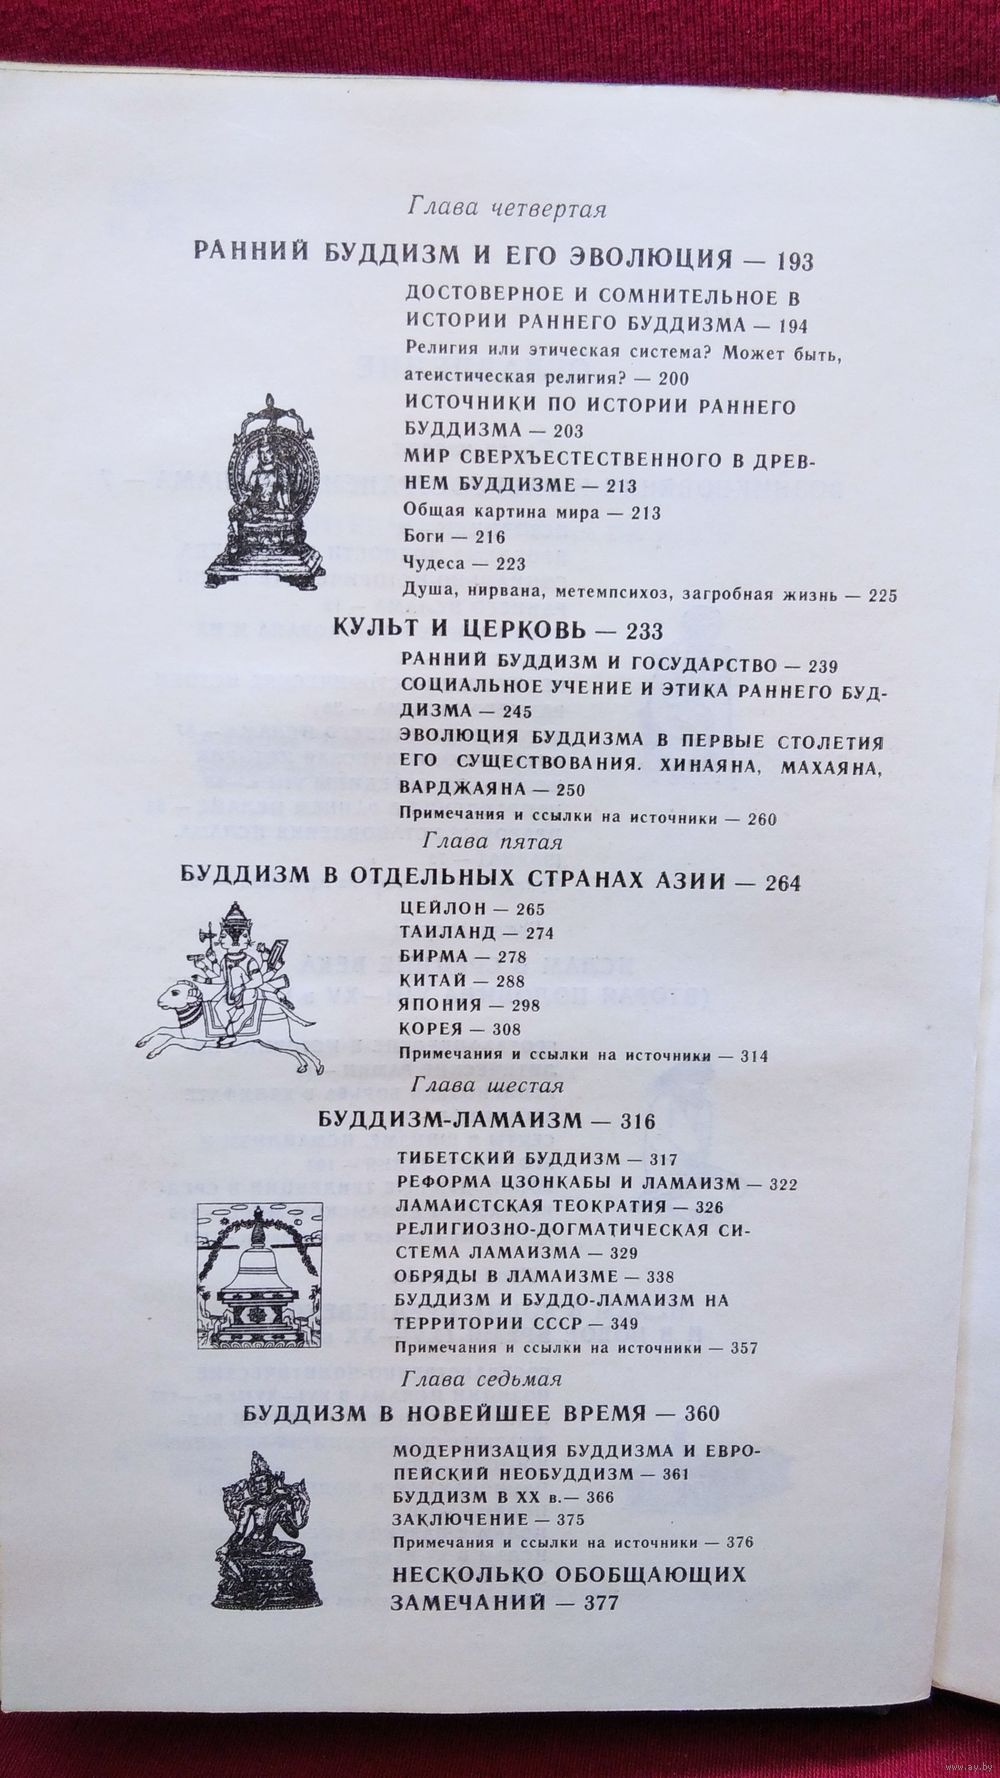 Глава четвертая
РАННИЙ БУДДИЗМ И ЕГО ЭВОЛЮЦИЯ — 193
ДОСТОВЕРНОЕ И СОМНИТЕЛЬНОЕ В
ИСТОРИИ РАННЕГО БУДДИЗМА — 194
Религия или этическая система? Может быть,
атеистическая религия? — 200
ИСТОЧНИКИ ПО ИСТОРИИ РАННЕГО
БУДДИЗМА — 203
МИР СВЕРХЪЕСТЕСТВЕННОГО В ДРЕВ-
НЕМ БУДДИЗМЕ — 213
Общая картина мира — 213
Боги — 216
Чудеса — 223
Душа, нирвана, метемпсихоз, загробная жизнь — 225
КУЛЬТ И ЦЕРКОВЬ — 233
РАННИЙ БУДДИЗМ И ГОСУДАРСТВО — 239
СОЦИАЛЬНОЕ УЧЕНИЕ И ЭТИКА РАННЕГО БУД-
ДИЗМА — 245
ЭВОЛЮЦИЯ БУДДИЗМА В ПЕРВЫЕ СТОЛЕТИЯ
ЕГО СУЩЕСТВОВАНИЯ. ХИНАЯНА, МАХАЯНА,
ВАРДЖАЯНА — 250
Примечания и ссылки на источники — 260
Глава пятая
БУДДИЗМ В ОТДЕЛЬНЫХ СТРАНАХ АЗИИ — 264
ЦЕЙЛОН — 265
ТАИЛАНД — 274
БИРМА — 278
КИТАЙ — 288
ЯПОНИЯ — 298
КОРЕЯ — 308
Примечания и ссылки на источники — 314
Глава шестая
БУДДИЗМ-ЛАМАИЗМ — 316
ТИБЕТСКИЙ БУДДИЗМ — 317
РЕФОРМА ЦЗОНКАБЫ И ЛАМАИЗМ — 322
ЛАМАИСТСКАЯ ТЕОКРАТИЯ — 326
РЕЛИГИОЗНО-ДОГМАТИЧЕСКАЯ СИ-
СТЕМА ЛАМАИЗМА — 329
ОБРЯДЫ В ЛАМАИЗМЕ — 338
БУДДИЗМ И БУДДО-ЛАМАИЗМ НА
ТЕРРИТОРИИ СССР — 349
Примечания и ссылки на источники — 357
Глава седьмая
БУДДИЗМ В НОВЕЙШЕЕ ВРЕМЯ — 360
МОДЕРНИЗАЦИЯ БУДДИЗМА И ЕВРО-
ПЕЙСКИЙ НЕОБУДДИЗМ — 361
БУДДИЗМ В XX в.— 366
ЗАКЛЮЧЕНИЕ — 375
Примечания и ссылки на источники — 376
НЕСКОЛЬКО ОБОБЩАЮЩИХ
ЗАМЕЧАНИЙ — 377
www.ay.by